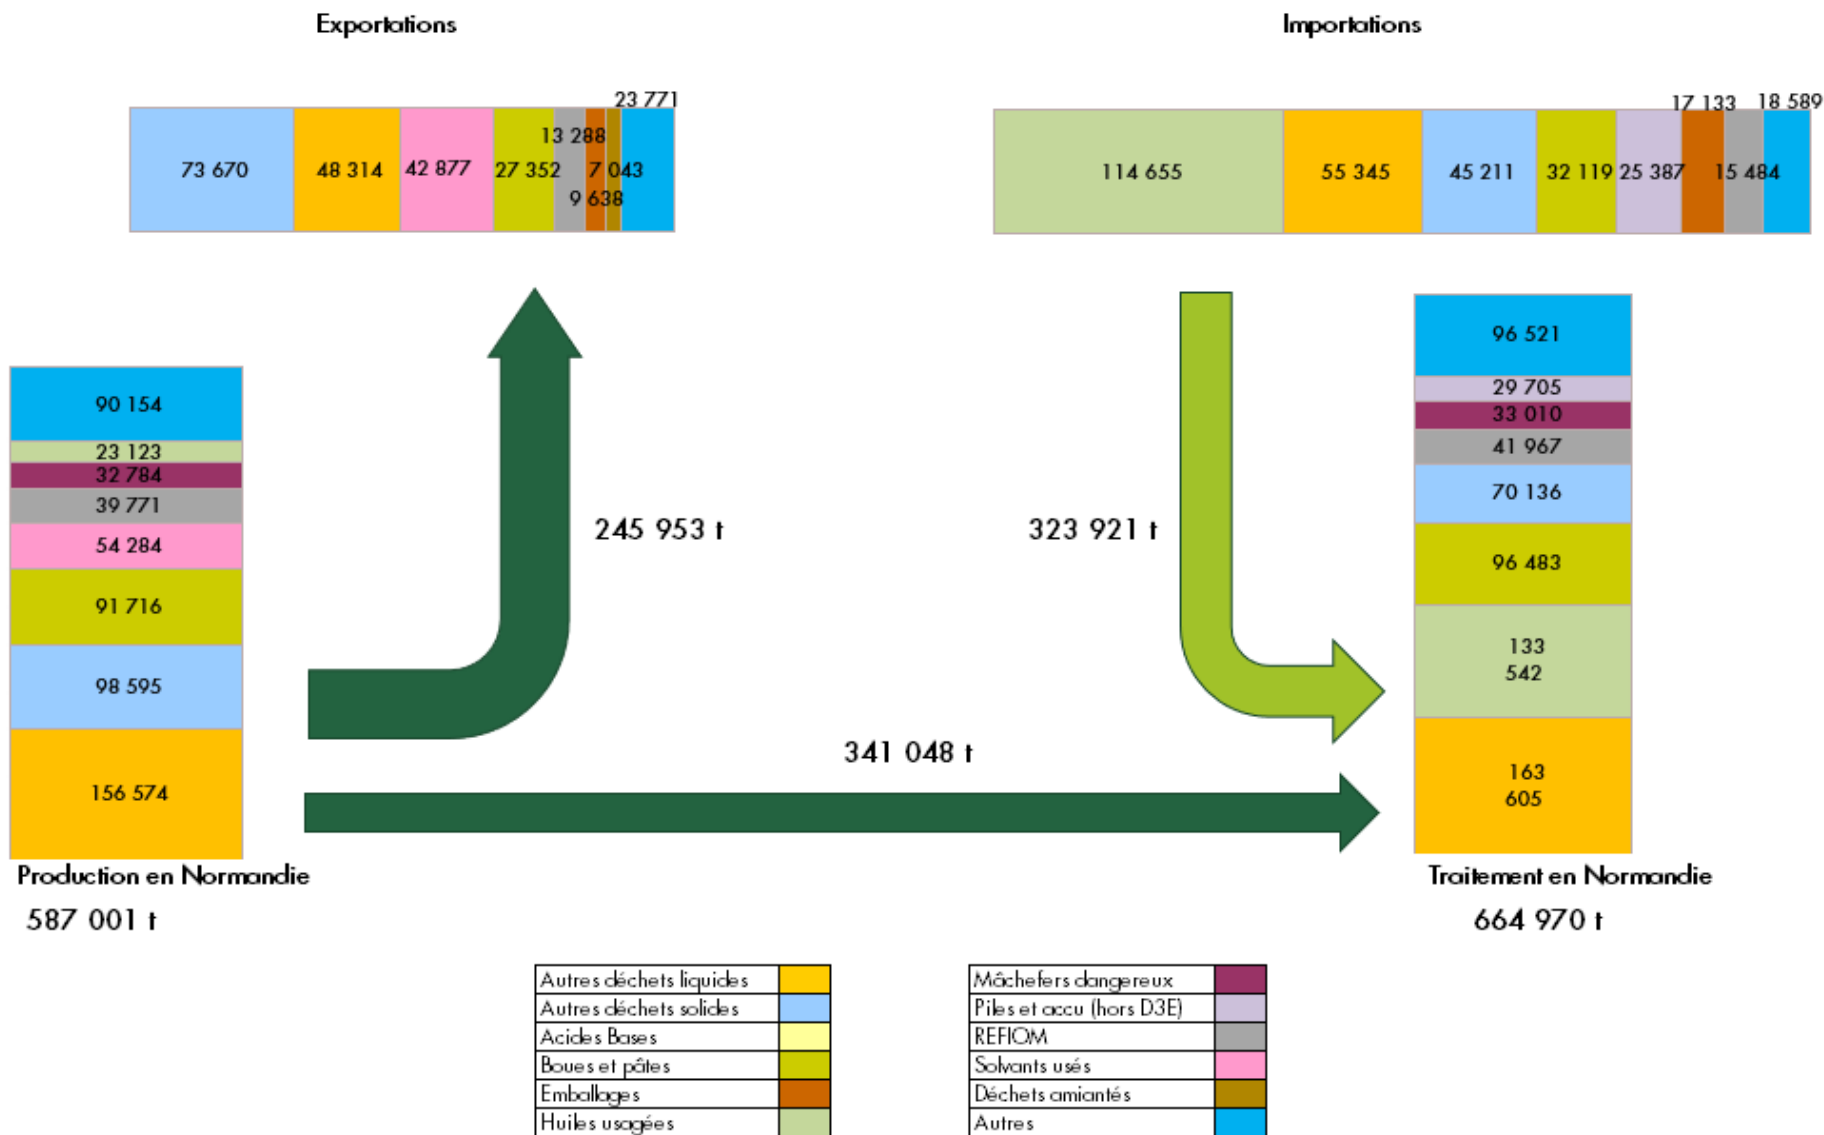 Exportations
Importations
23 771
13 288
73 670
48 314
42 877
27 352
7 043
9 638
17 133
18 589
114 655
55 345
45 211
32 119
25 387
15 484
90 154
23 123
32 784
39 771
54 284
91 716
98 595
156 574
245 953 t
323 921 t
341 048 t
96 521
29 705
33 010
41 967
70 136
96 483
133
542
163
605
Production en Normandie
587 001 t
Traitement en Normandie
664 970 t
Autres déchets liquides
Autres déchets solides
Acides Bases
Boues et pâtes
Emballages
Huiles usagées
Mâchefers dangereux
Piles et accu (hors D3E)
REFIOM
Solvants usés
Déchets amiantés
Autres